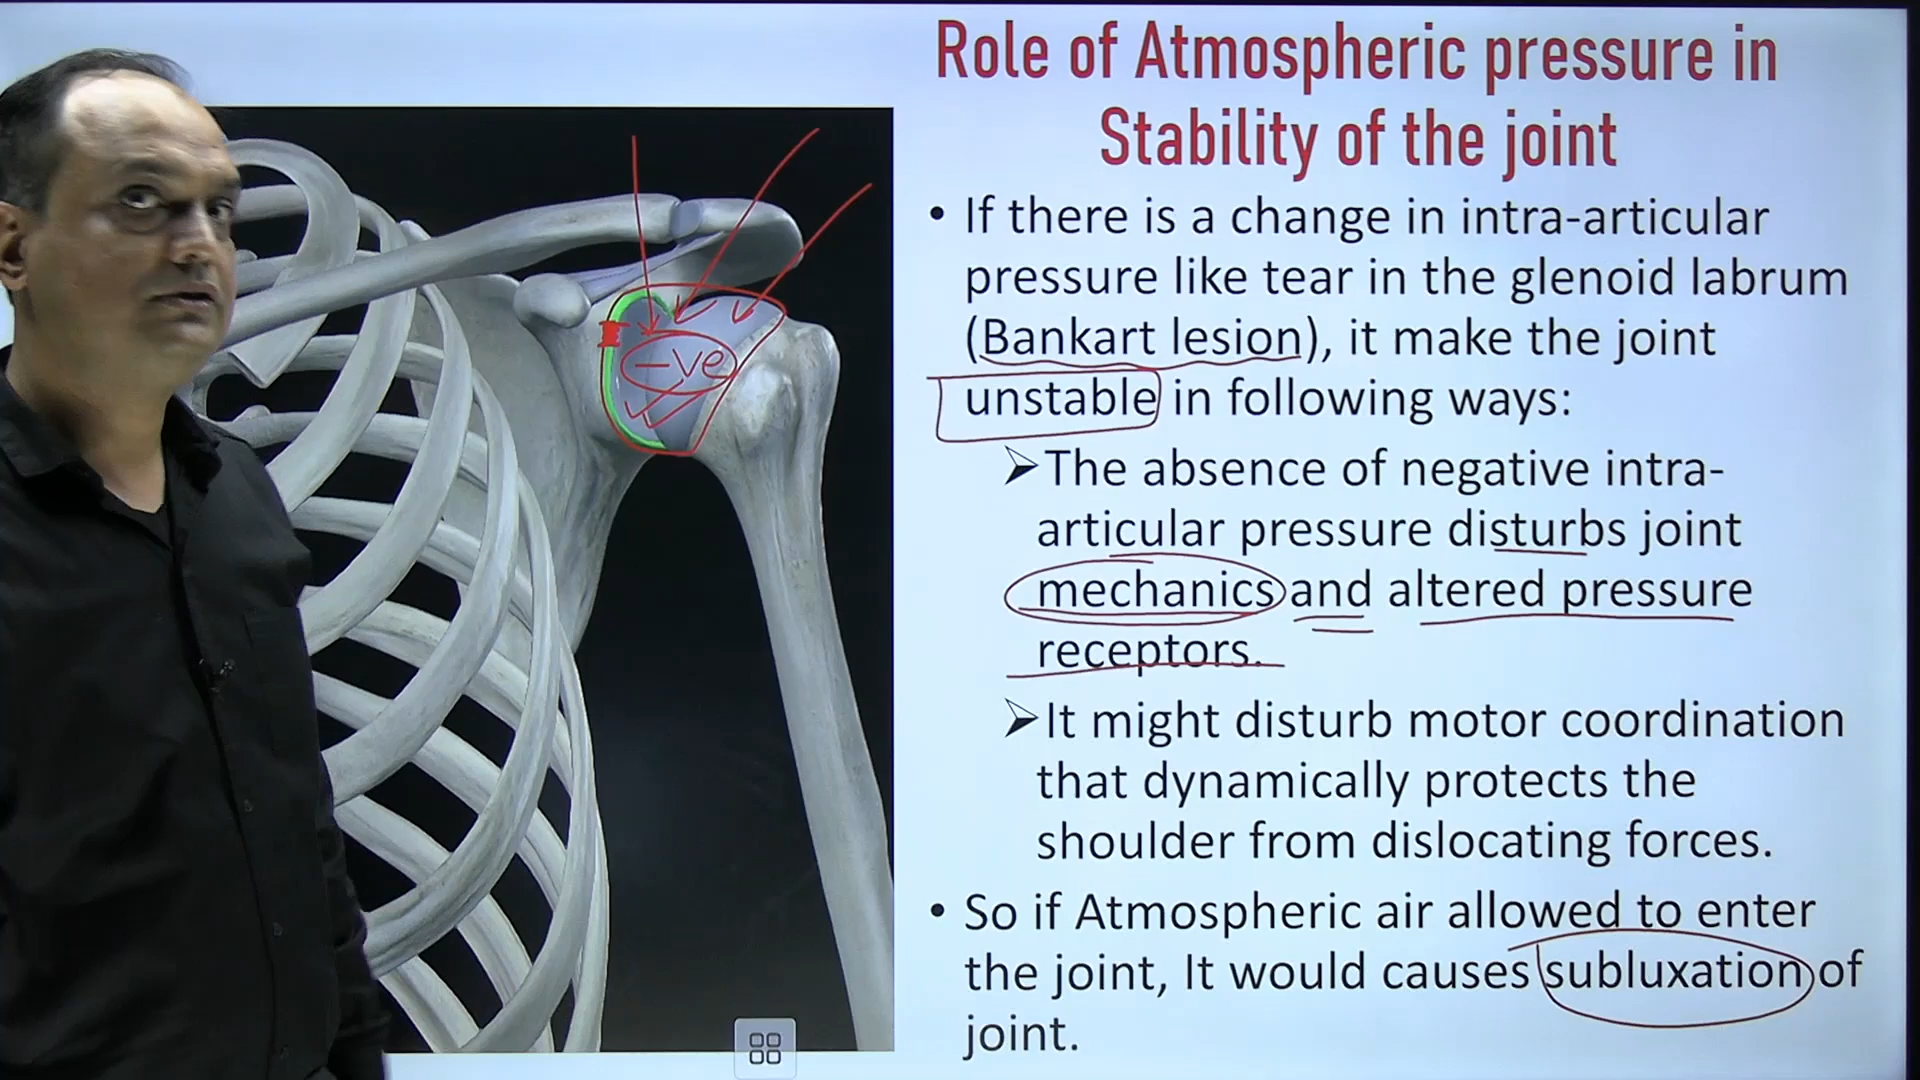 Role of Atmospheric pressure in
Stability of the joint
• If there is a change in intra-articular
pressure like tear in the glenoid labrum
(Bankart lesion), it make the joint
unstable in following ways:
➢The absence of negative intra-
articular pressure disturbs joint
mechanics and altered pressure
receptors.
➢It might disturb motor coordination
that dynamically protects the
shoulder from dislocating forces.
• So if Atmospheric air allowed to enter
the joint, It would causes subluxation of
joint.
-ve